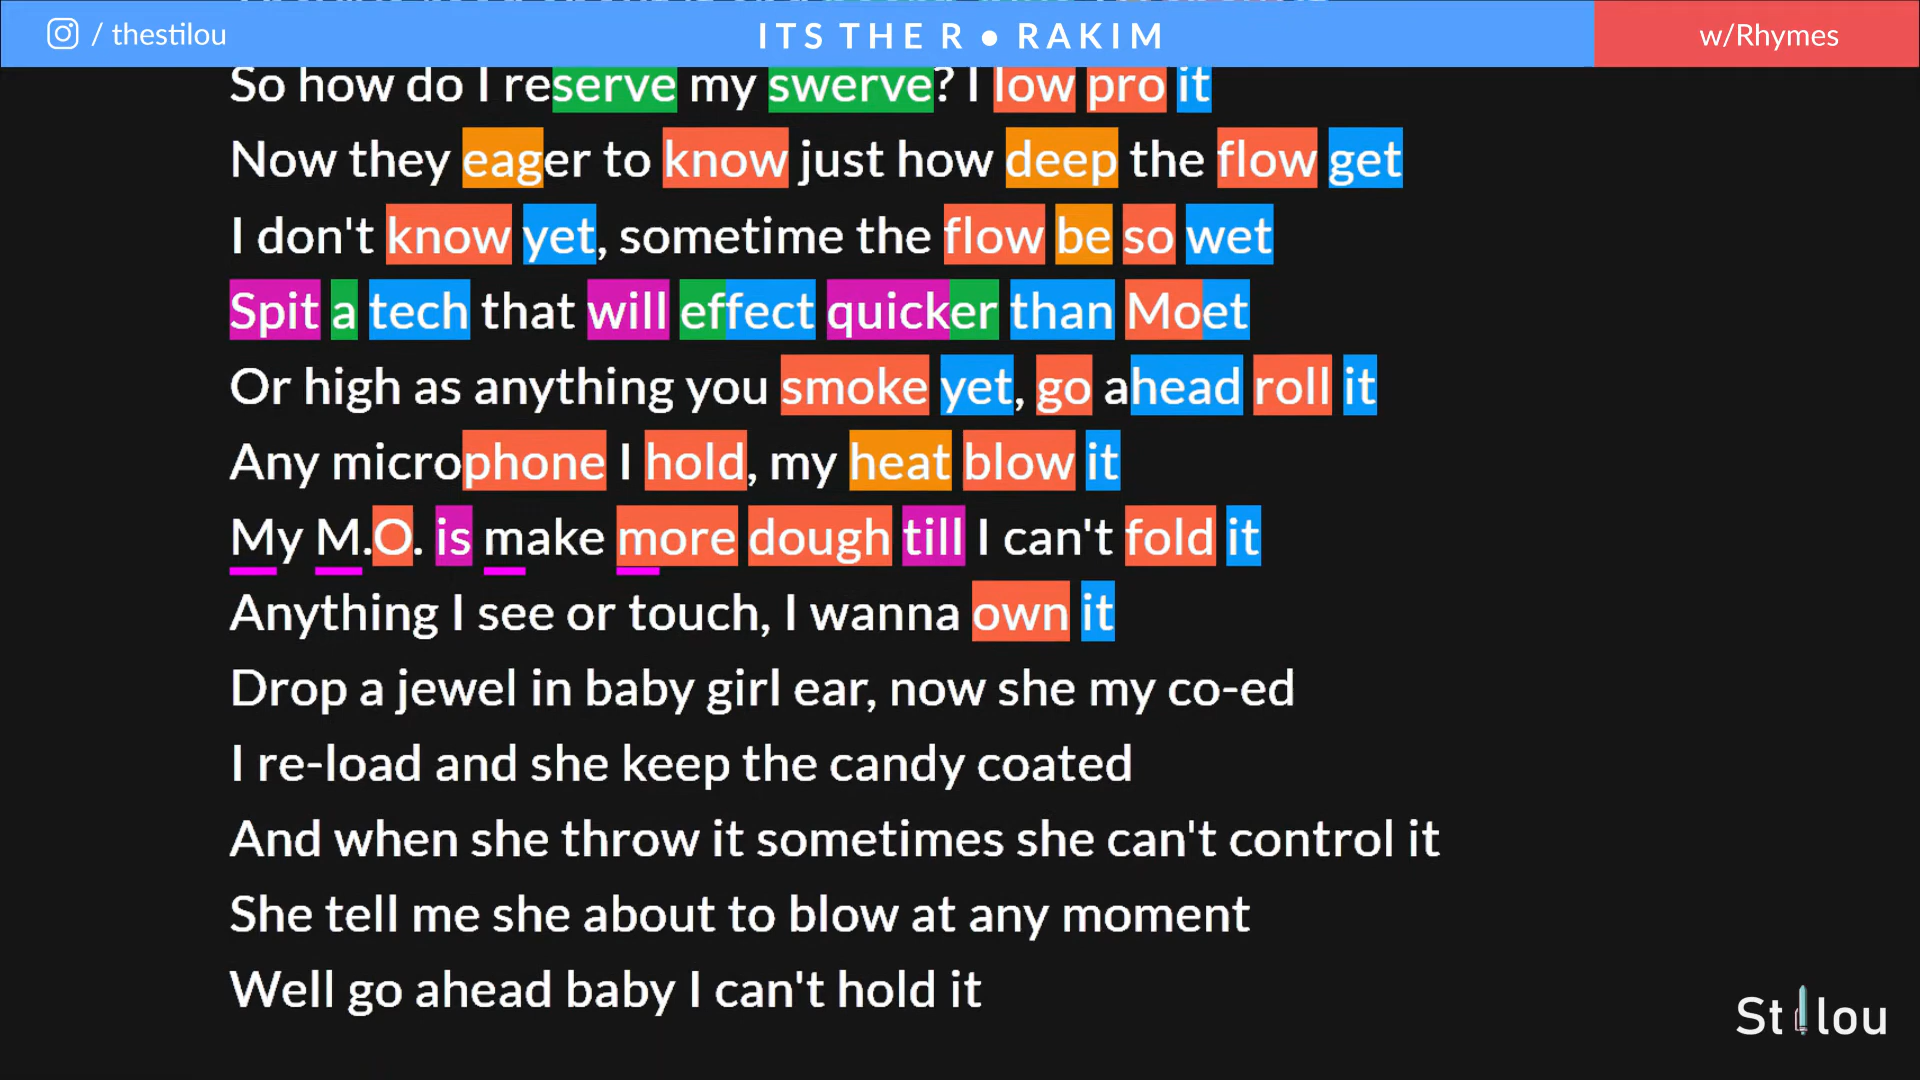 / thestilou
ITS THE R ● RAKIM
w/Rhymes
So how do I reserve my swerve? I low pro it
Now they eager to know just how deep the flow get
I don't know yet, sometime the flow be so wet
Spit a tech that will effect quicker than Moet
Or high as anything you smoke yet, go ahead roll it
Any microphone I hold, my heat blow it
My M.O. is make more dough till I can't fold it
Anything I see or touch, I wanna own it
Drop a jewel in baby girl ear, now she my co-ed
I re-load and she keep the candy coated
And when she throw it sometimes she can't control it
She tell me she about to blow at any moment
Well go ahead baby I can't hold it
Stilou